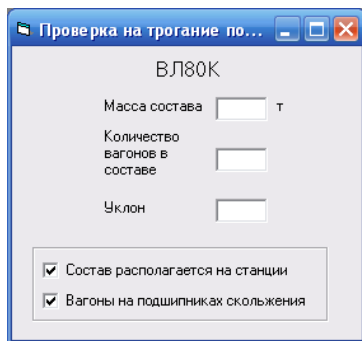 Проверка на трогание по...
ВЛ80К
Масса состава т
Количество
вагонов в
составе
Уклон
Состав располагается на станции
Вагоны на подшипниках скольжения